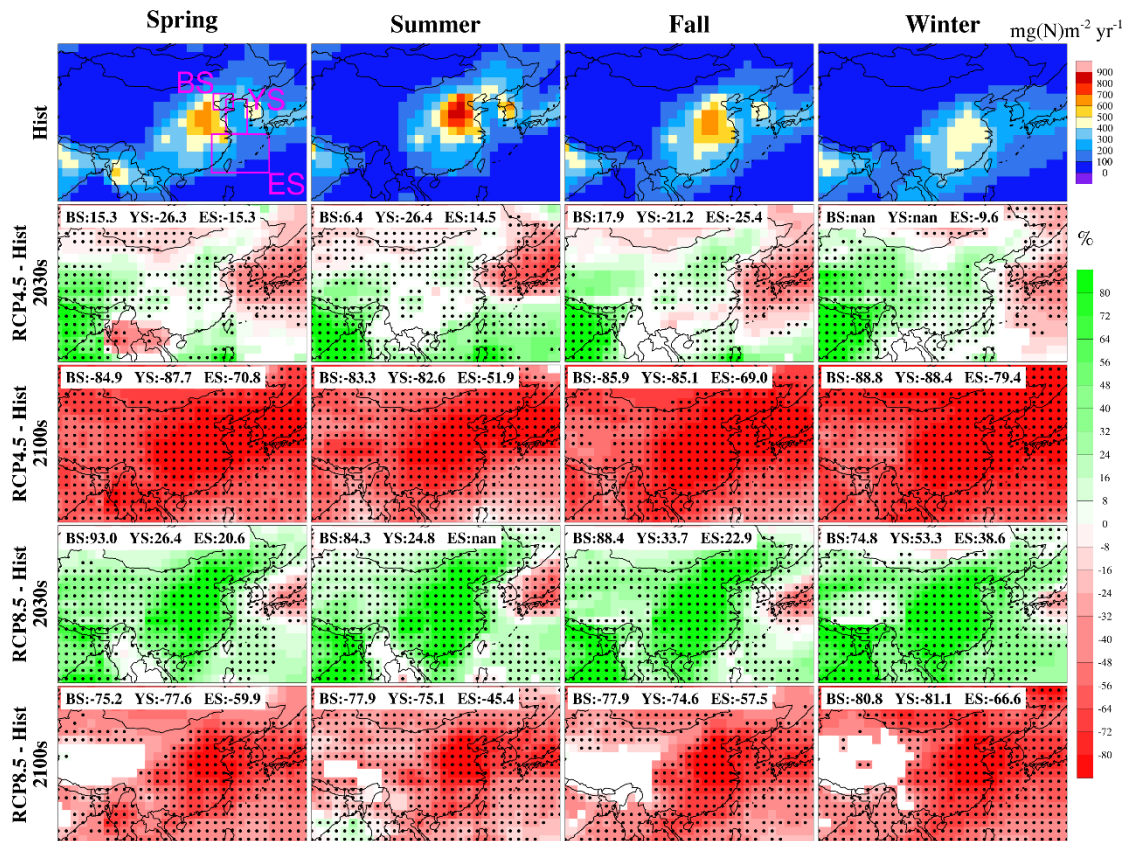 Spring Summer Fall Winter mg(N)m⁻² yr⁻¹
Hist
BS YS
ES
900
800
700
600
500
400
300
200
100
0
RCP4.5 - Hist
2030s
BS:15.3 YS:-26.3 ES:-15.3
BS:6.4 YS:-26.4 ES:14.5
BS:17.9 YS:-21.2 ES:-25.4
BS:nan YS:nan ES:-9.6
%
RCP4.5 - Hist
2100s
BS:-84.9 YS:-87.7 ES:-70.8
BS:-83.3 YS:-82.6 ES:-51.9
BS:-85.9 YS:-85.1 ES:-69.0
BS:-88.8 YS:-88.4 ES:-79.4
RCP8.5 - Hist
2030s
BS:93.0 YS:26.4 ES:20.6
BS:84.3 YS:24.8 ES:nan
BS:88.4 YS:33.7 ES:22.9
BS:74.8 YS:53.3 ES:38.6
RCP8.5 - Hist
2100s
BS:-75.2 YS:-77.6 ES:-59.9
BS:-77.9 YS:-75.1 ES:-45.4
BS:-77.9 YS:-74.6 ES:-57.5
BS:-80.8 YS:-81.1 ES:-66.6
80
72
64
56
48
40
32
24
16
8
0
-8
-16
-24
-32
-40
-48
-56
-64
-72
-80